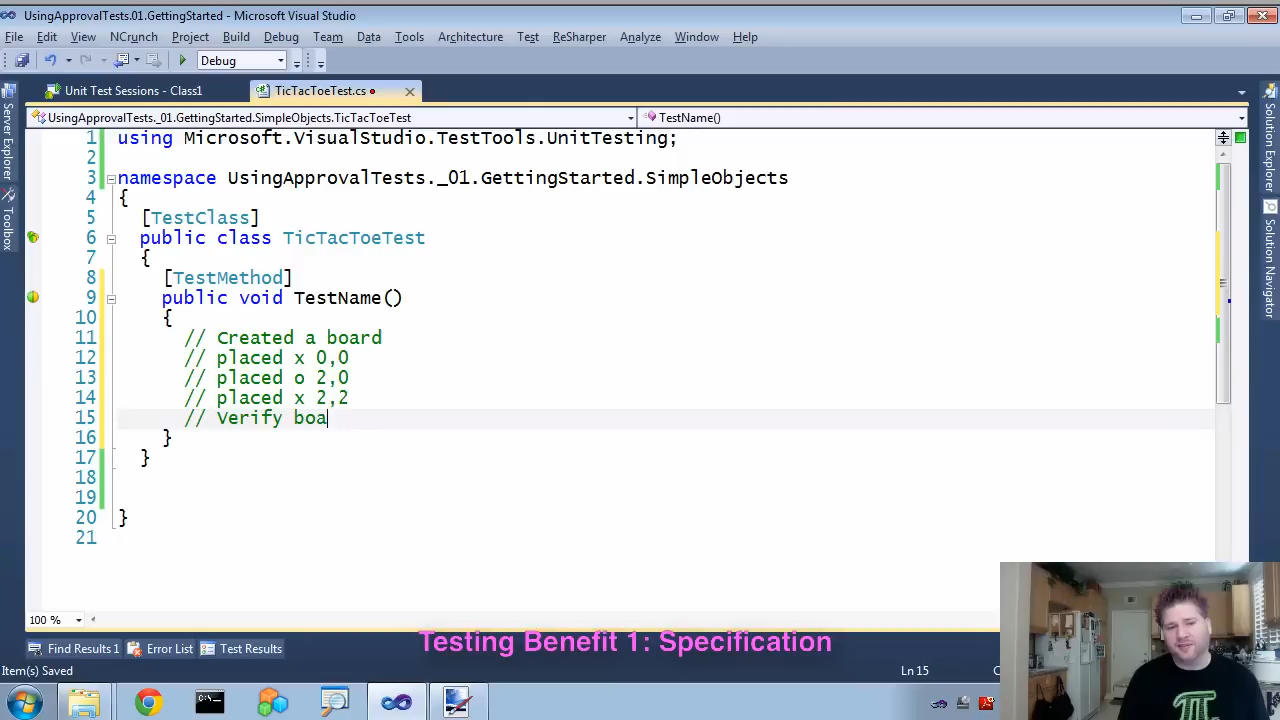 UsingApprovalTests.01.GettingStarted - Microsoft Visual Studio
File Edit View NCrunch Project Build Debug Team Data Tools Architecture Test ReSharper Analyze Window Help
Debug
Unit Test Sessions - Class1 TicTacToeTest.cs
UsingApprovalTests._01.GettingStarted.SimpleObjects.TicTacToeTest TestName()
Server Explorer
Toolbox
Solution Explorer
Solution Navigator
1 using Microsoft.VisualStudio.TestTools.UnitTesting;
2
3 namespace UsingApprovalTests._01.GettingStarted.SimpleObjects
4 {
5 [TestClass]
6 public class TicTacToeTest
7 {
8 [TestMethod]
9 public void TestName()
10 {
11 // Created a board
12 // placed x 0,0
13 // placed o 2,0
14 // placed x 2,2
15 // Verify boa
16 }
17 }
18
19
20 }
21
100 %
Testing Benefit 1: Specification
Find Results 1 Error List Test Results
Item(s) Saved Ln 15 C